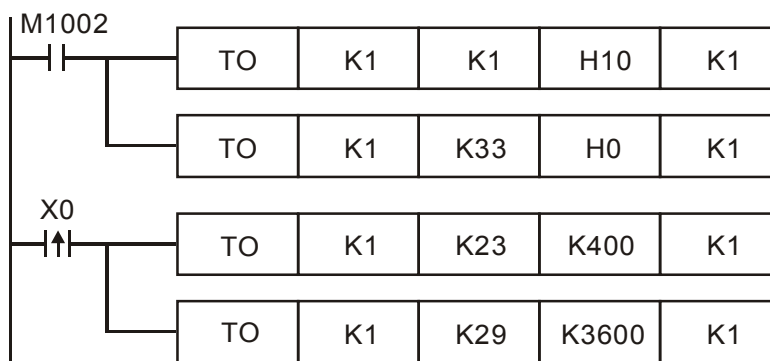 M1002
TO K1 K1 H10 K1
TO K1 K33 H0 K1
X0
TO K1 K23 K400 K1
TO K1 K29 K3600 K1